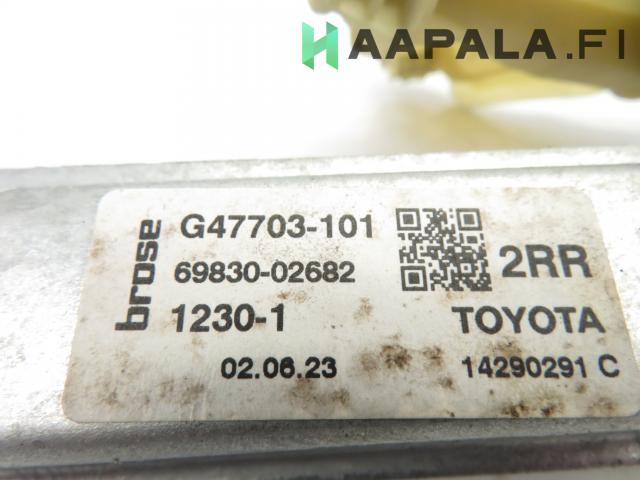 HAAPALA.FI
brose
G47703-101
69830-02682
2RR
1230-1
TOYOTA
02.06.23
14290291 C